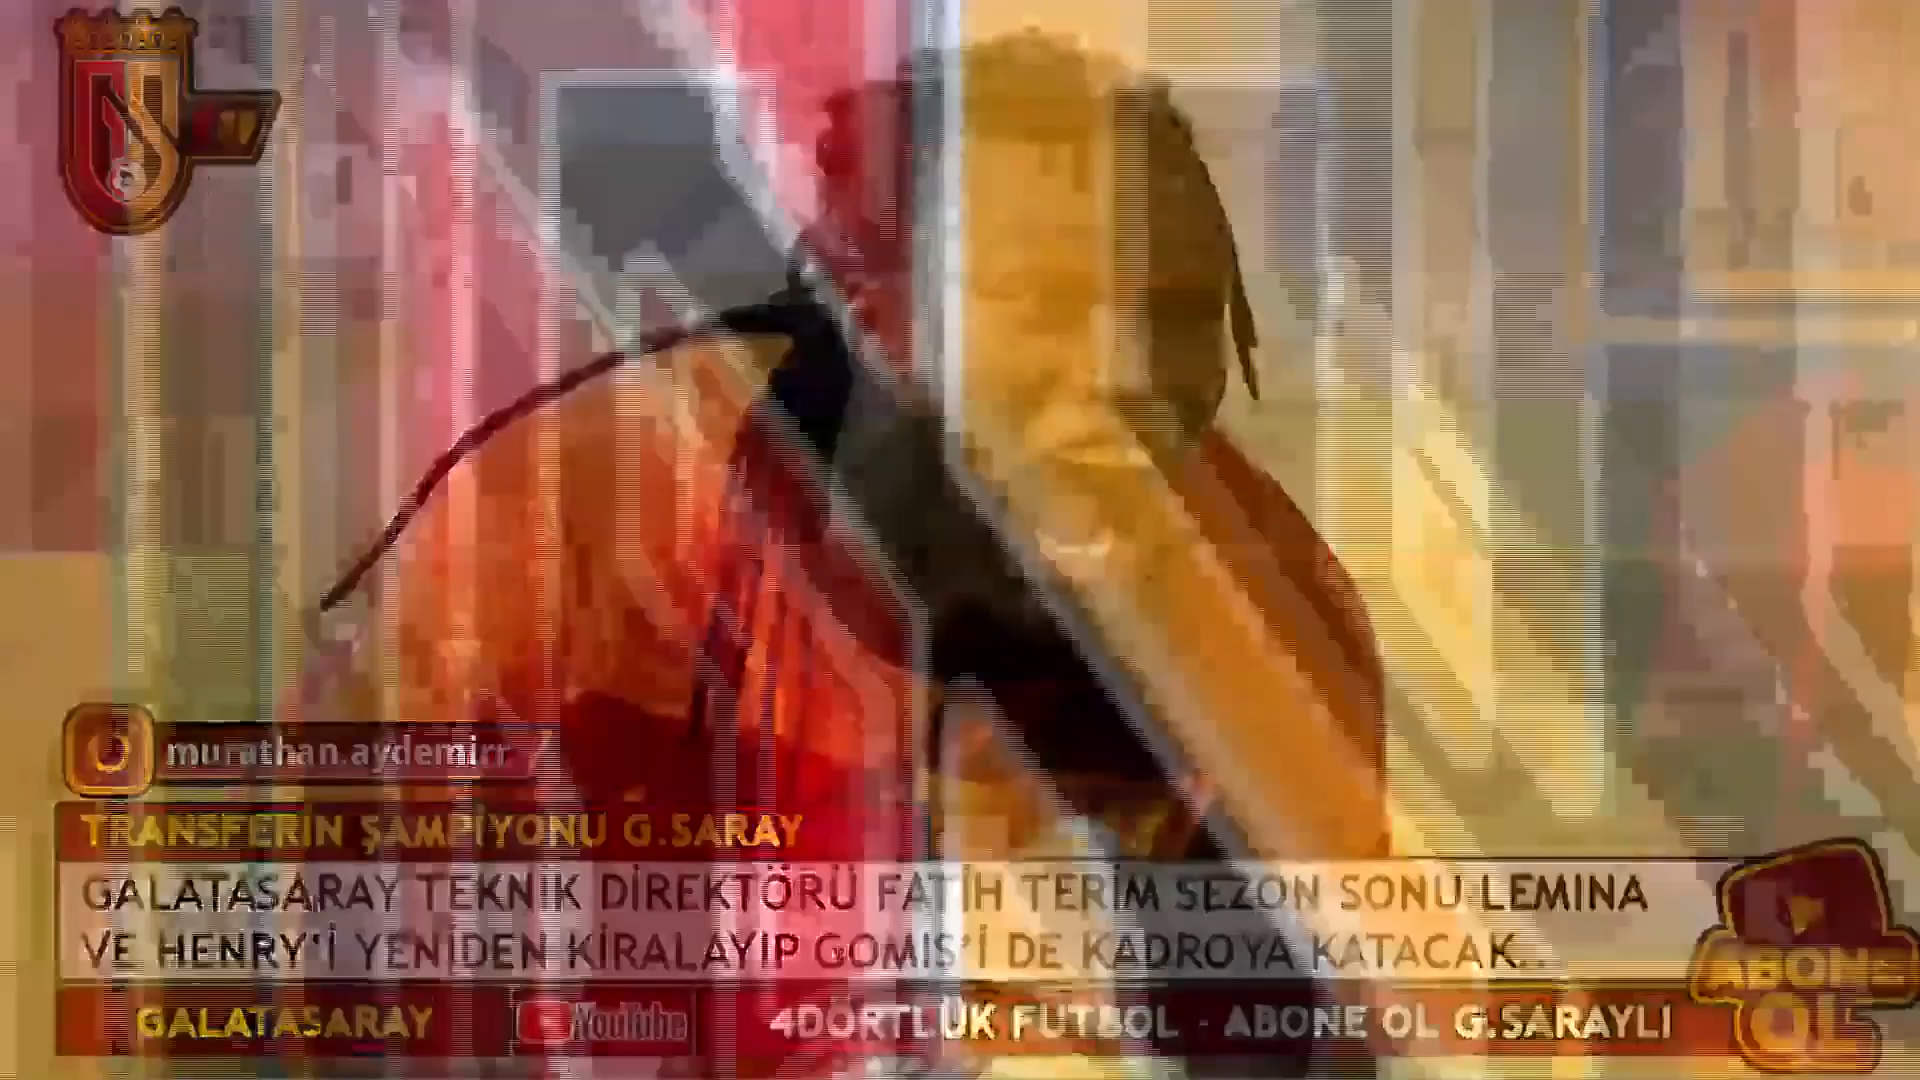 murathan.aydemirr
TRANSFERİN ŞAMPİYONU G.SARAY
GALATASARAY TEKNİK DİREKTÖRÜ FATİH TERİM SEZON SONU LEMINA
VE HENRY'İ YENİDEN KİRALAYIP GOMIS'İ DE KADROYA KATACAK..
GALATASARAY
YouTube
4DÖRTLÜK FUTBOL - ABONE OL G.SARAYLI
ABONE
OL